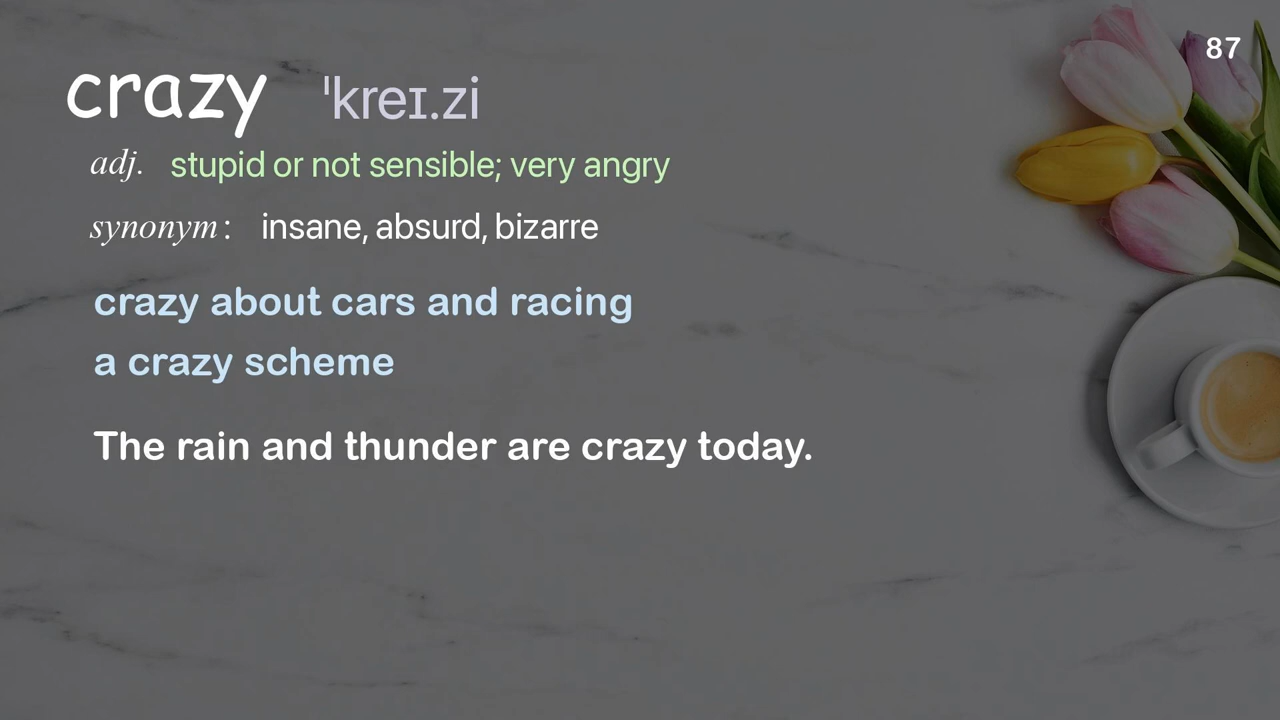 87
crazy ˈkreɪ.zi
adj. stupid or not sensible; very angry
synonym: insane, absurd, bizarre
crazy about cars and racing
a crazy scheme
The rain and thunder are crazy today.